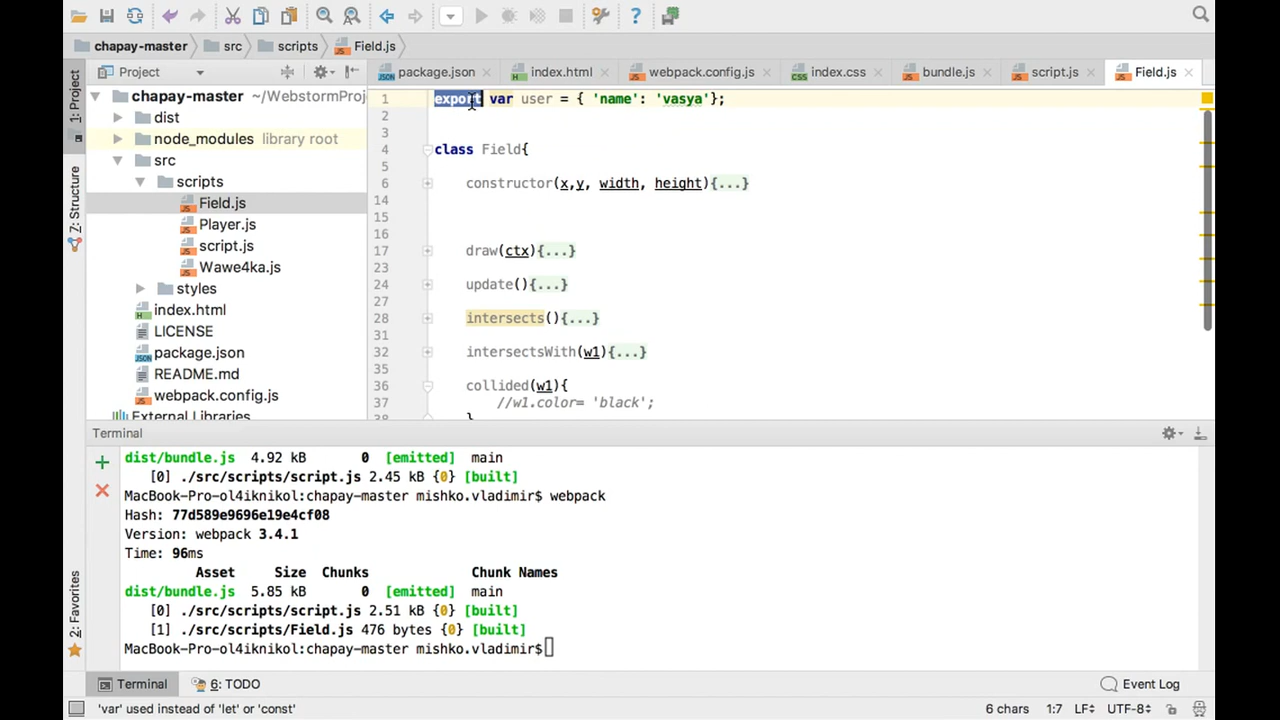 chapay-master src scripts Field.js
1: Project
Project
package.json index.html webpack.config.js index.css bundle.js script.js Field.js
chapay-master ~/WebstormProj
dist
node_modules library root
src
scripts
Field.js
Player.js
script.js
Wawe4ka.js
styles
index.html
LICENSE
package.json
README.md
webpack.config.js
External Libraries
7: Structure
2: Favorites
1 export var user = { 'name': 'vasya'};
2
3
4 class Field{
5
6 constructor(x,y, width, height){...}
14
15
16
17 draw(ctx){...}
23
24 update(){...}
27
28 intersects(){...}
31
32 intersectsWith(w1){...}
35
36 collided(w1){
37 //w1.color= 'black';
38 }
Terminal
dist/bundle.js 4.92 kB 0 [emitted] main
[0] ./src/scripts/script.js 2.45 kB {0} [built]
MacBook-Pro-ol4iknikol:chapay-master mishko.vladimir$ webpack
Hash: 77d589e9696e19e4cf08
Version: webpack 3.4.1
Time: 96ms
Asset Size Chunks Chunk Names
dist/bundle.js 5.85 kB 0 [emitted] main
[0] ./src/scripts/script.js 2.51 kB {0} [built]
[1] ./src/scripts/Field.js 476 bytes {0} [built]
MacBook-Pro-ol4iknikol:chapay-master mishko.vladimir$
Terminal 6: TODO Event Log
'var' used instead of 'let' or 'const' 6 chars 1:7 LF÷ UTF-8÷